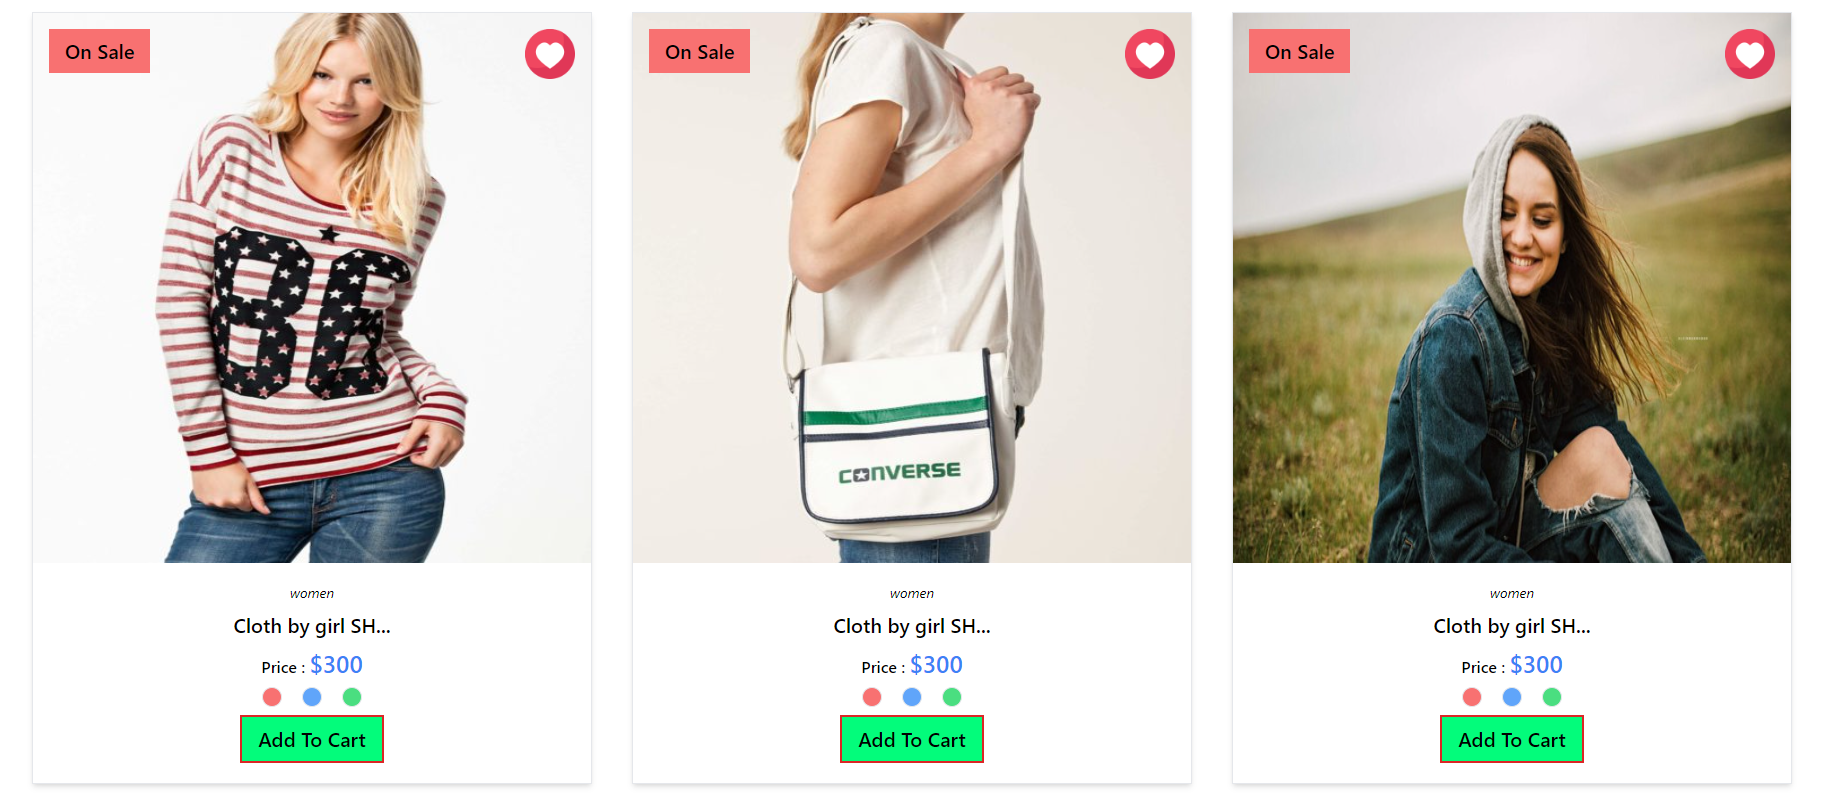 On Sale
On Sale
On Sale
86
CONVERSE
women
women
women
Cloth by girl SH...
Cloth by girl SH...
Cloth by girl SH...
Price : $300
Price : $300
Price : $300
Add To Cart
Add To Cart
Add To Cart